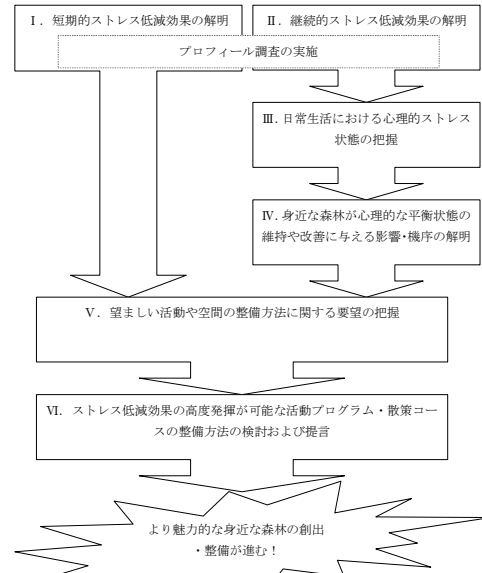 Ⅰ．短期的ストレス低減効果の解明
Ⅱ．継続的ストレス低減効果の解明
プロフィール調査の実施
Ⅲ.日常生活における心理的ストレス
状態の把握
Ⅳ.身近な森林が心理的な平衡状態の
維持や改善に与える影響・機序の解明
Ⅴ．望ましい活動や空間の整備方法に関する要望の把握
Ⅵ．ストレス低減効果の高度発揮が可能な活動プログラム・散策コー
スの整備方法の検討および提言
より魅力的な身近な森林の創出
・整備が進む！